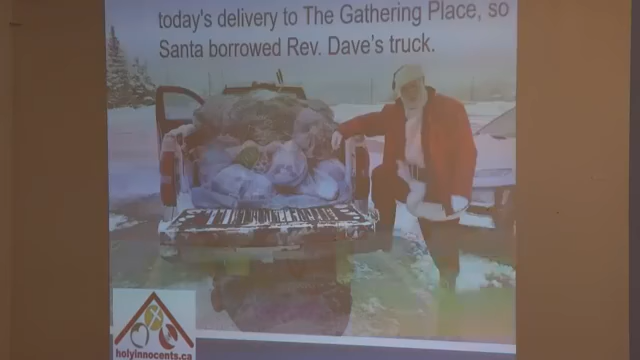 today's delivery to The Gathering Place, so
Santa borrowed Rev. Dave's truck.
holyinnocents.ca